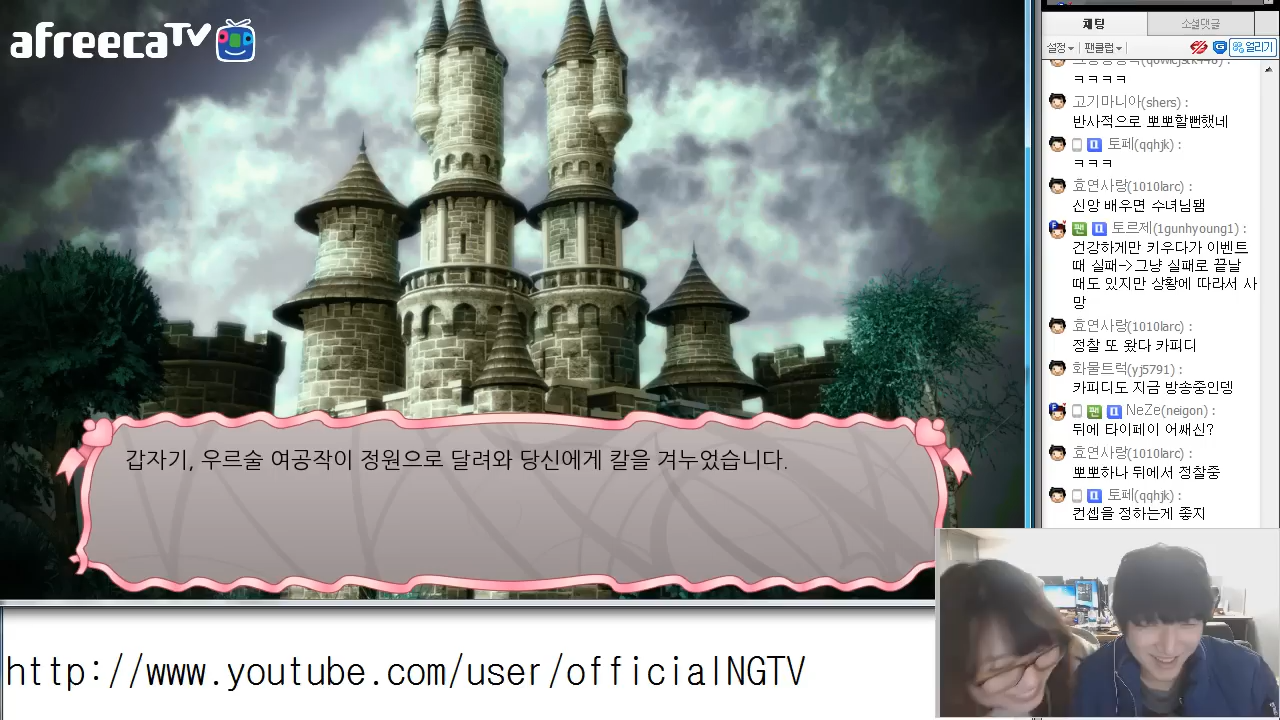 afreecaTV
갑자기, 우르술 여공작이 정원으로 달려와 당신에게 칼을 겨누었습니다.
http://www.youtube.com/user/officialNGTV
채팅
소셜댓글
설정 팬클럽 열리기
ㅋㅋㅋㅋ
고기마니아(shers) :
반사적으로 뽀뽀할뻔했네
토페(qqhjk) :
ㅋㅋㅋ
효연사랑(1010larc) :
신앙 배우면 수녀님됌
팬 토르제(1gunhyoung1) :
건강하게만 키우다가 이벤트
때 실패->그냥 실패로 끝날
때도 있지만 상황에 따라서 사
망
효연사랑(1010larc) :
정찰 또 왔다 카피디
화물트럭(yj5791) :
카피디도 지금 방송중인뎅
팬 NeZe(neigon) :
뒤에 타이페이 어쌔신?
효연사랑(1010larc) :
뽀뽀하나 뒤에서 정찰중
토페(qqhjk) :
컨셉을 정하는게 좋지